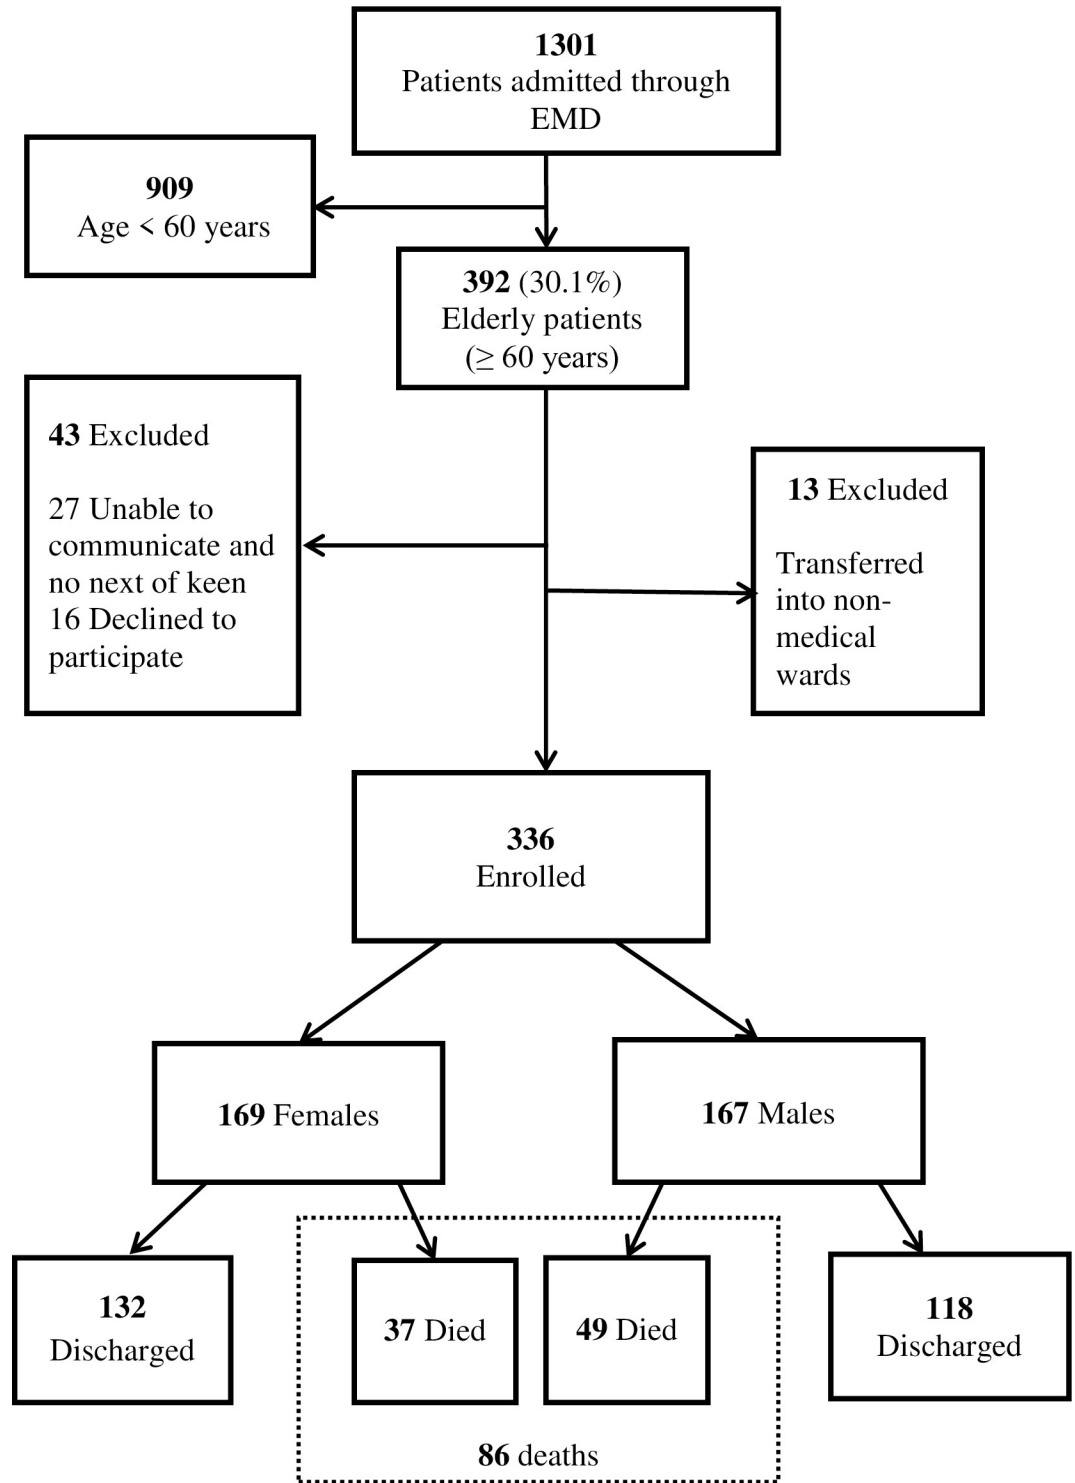 1301
Patients admitted through
EMD
909
Age < 60 years
392 (30.1%)
Elderly patients
(≥ 60 years)
43 Excluded
27 Unable to
communicate and
no next of keen
16 Declined to
participate
13 Excluded
Transferred
into non-
medical
wards
336
Enrolled
169 Females
167 Males
132
Discharged
37 Died
49 Died
118
Discharged
86 deaths